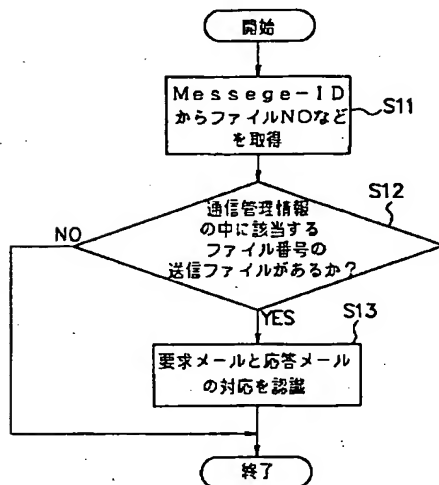 開始
Messege-ID
からファイルNOなど
を取得
S11
通信管理情報
の中に該当する
ファイル番号の
送信ファイルがあるか?
S12
NO
YES
要求メールと応答メール
の対応を認識
S13
終了